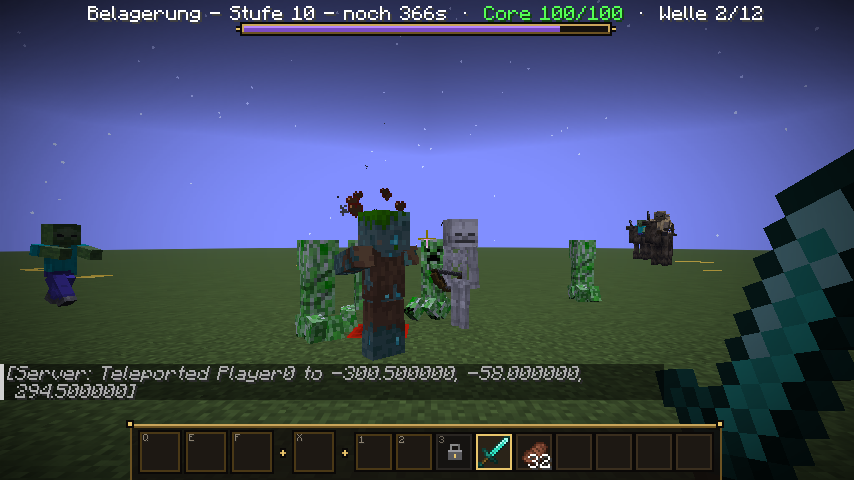 Belagerung - Stufe 10 - noch 366s · Core 100/100 · Welle 2/12
[Server: Teleported Player0 to -300.500000, -59.000000,
294.500000]
Q E F X 1 2 3
32